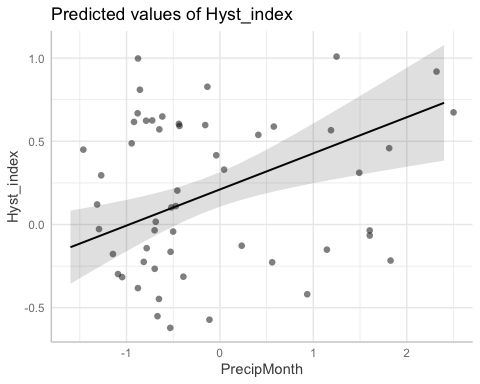 Predicted values of Hyst_index
1.0
0.5
0.0
-0.5
Hyst_index
-1 0 1 2
PrecipMonth